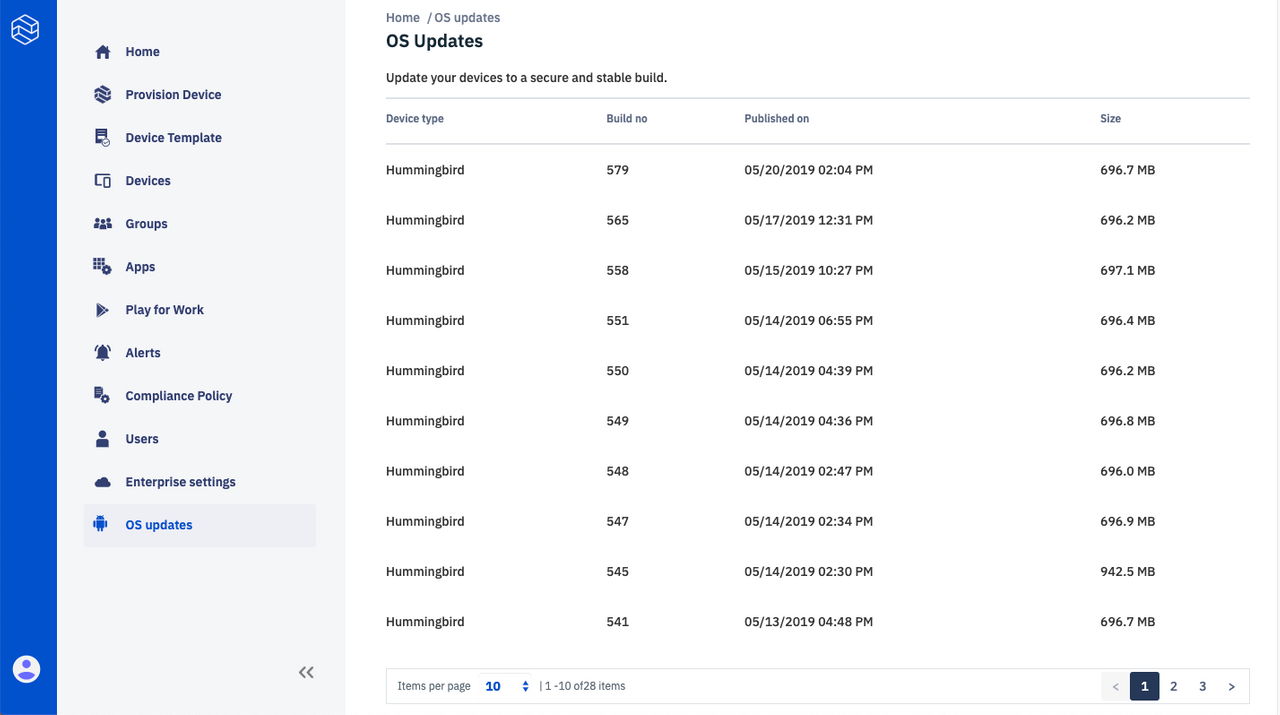 Home / OS updates
OS Updates
Update your devices to a secure and stable build.
Home
Provision Device
Device Template
Devices
Groups
Apps
Play for Work
Alerts
Compliance Policy
Users
Enterprise settings
OS updates
Device type Build no Published on Size
Hummingbird 579 05/20/2019 02:04 PM 696.7 MB
Hummingbird 565 05/17/2019 12:31 PM 696.2 MB
Hummingbird 558 05/15/2019 10:27 PM 697.1 MB
Hummingbird 551 05/14/2019 06:55 PM 696.4 MB
Hummingbird 550 05/14/2019 04:39 PM 696.2 MB
Hummingbird 549 05/14/2019 04:36 PM 696.8 MB
Hummingbird 548 05/14/2019 02:47 PM 696.0 MB
Hummingbird 547 05/14/2019 02:34 PM 696.9 MB
Hummingbird 545 05/14/2019 02:30 PM 942.5 MB
Hummingbird 541 05/13/2019 04:48 PM 696.7 MB
Items per page 10 | 1 -10 of28 items < 1 2 3 >